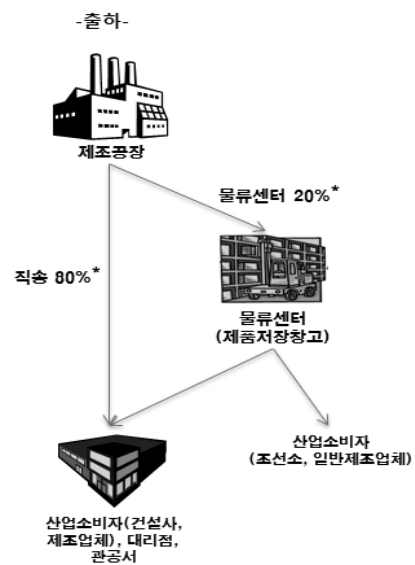 -출하-
제조공장
물류센터 20%*
직송 80%*
물류센터
(제품저장창고)
산업소비자
(조선소, 일반제조업체)
산업소비자(건설사,
제조업체), 대리점,
관공서